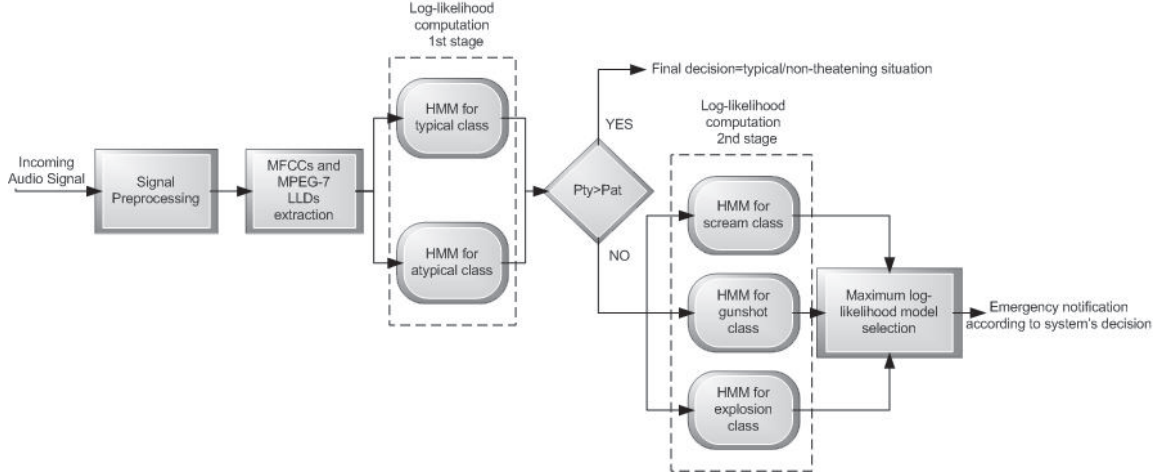 Log-likelihood
computation
1st stage
Final decision=typical/non-theatening situation
HMM for
typical class
YES
Log-likelihood
computation
2nd stage
Incoming
Audio Signal
Signal
Preprocessing
MFCCs and
MPEG-7
LLDs
extraction
Pty>Pat
HMM for
atypical class
NO
HMM for
scream class
HMM for
gunshot
class
Maximum log-
likelihood model
selection
Emergency notification
according to system's decision
HMM for
explosion
class